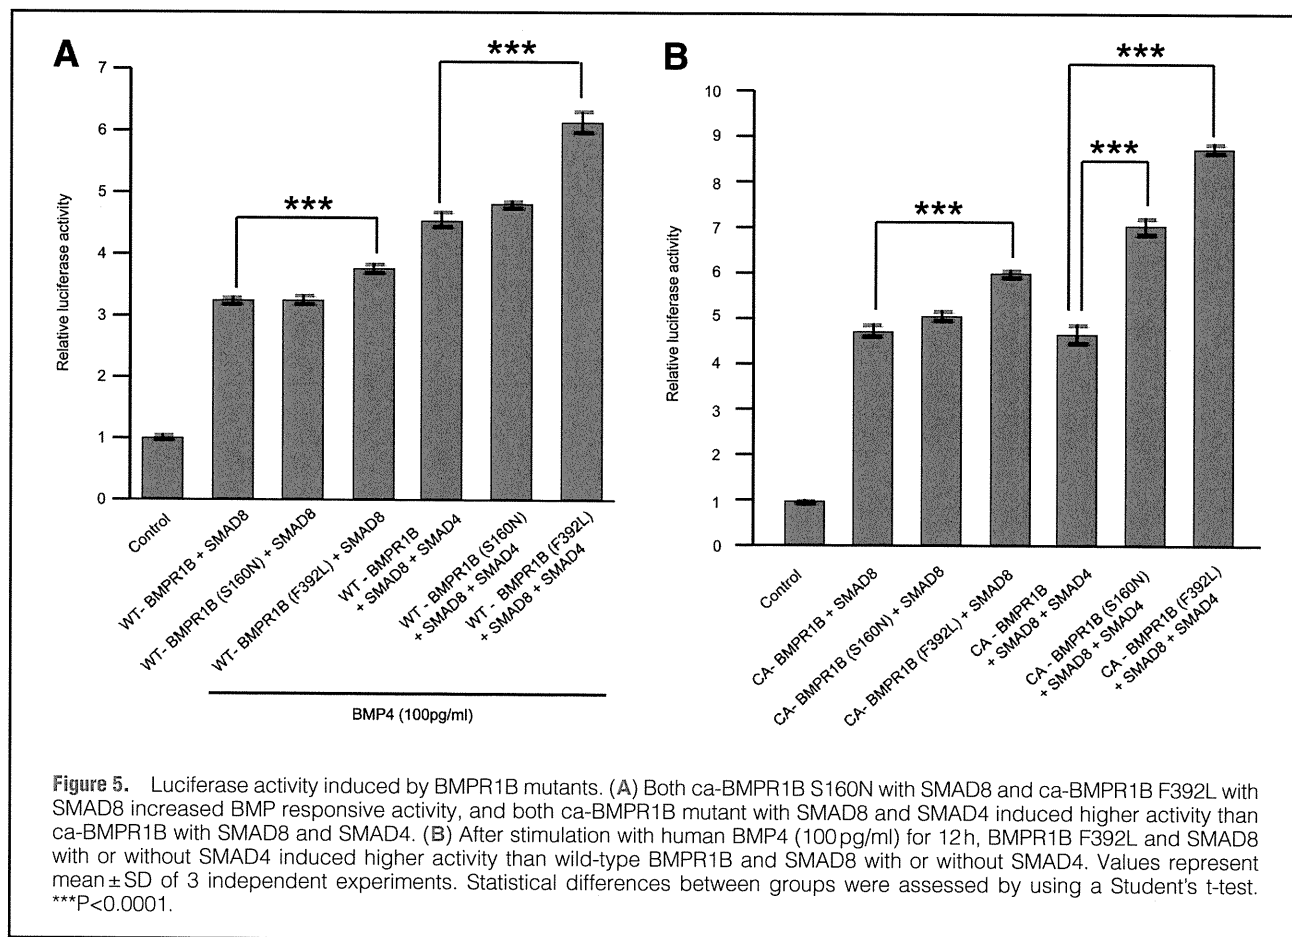 A
7
6
5
4
3
2
1
0
Relative luciferase activity
***
***
Control
WT- BMPR1B + SMAD8
WT- BMPR1B (S160N) + SMAD8
WT- BMPR1B (F392L) + SMAD8
WT - BMPR1B
+ SMAD8 + SMAD4
WT - BMPR1B (S160N)
+ SMAD8 + SMAD4
WT - BMPR1B (F392L)
+ SMAD8 + SMAD4
BMP4 (100pg/ml)
B
10
9
8
7
6
5
4
3
2
1
0
Relative luciferase activity
***
***
***
Control
CA- BMPR1B + SMAD8
CA- BMPR1B (S160N) + SMAD8
CA- BMPR1B (F392L) + SMAD8
CA - BMPR1B
+ SMAD8 + SMAD4
CA - BMPR1B (S160N)
+ SMAD8 + SMAD4
CA - BMPR1B (F392L)
+ SMAD8 + SMAD4
Figure 5. Luciferase activity induced by BMPR1B mutants. (A) Both ca-BMPR1B S160N with SMAD8 and ca-BMPR1B F392L with
SMAD8 increased BMP responsive activity, and both ca-BMPR1B mutant with SMAD8 and SMAD4 induced higher activity than
ca-BMPR1B with SMAD8 and SMAD4. (B) After stimulation with human BMP4 (100pg/ml) for 12h, BMPR1B F392L and SMAD8
with or without SMAD4 induced higher activity than wild-type BMPR1B and SMAD8 with or without SMAD4. Values represent
mean±SD of 3 independent experiments. Statistical differences between groups were assessed by using a Student's t-test.
***P<0.0001.